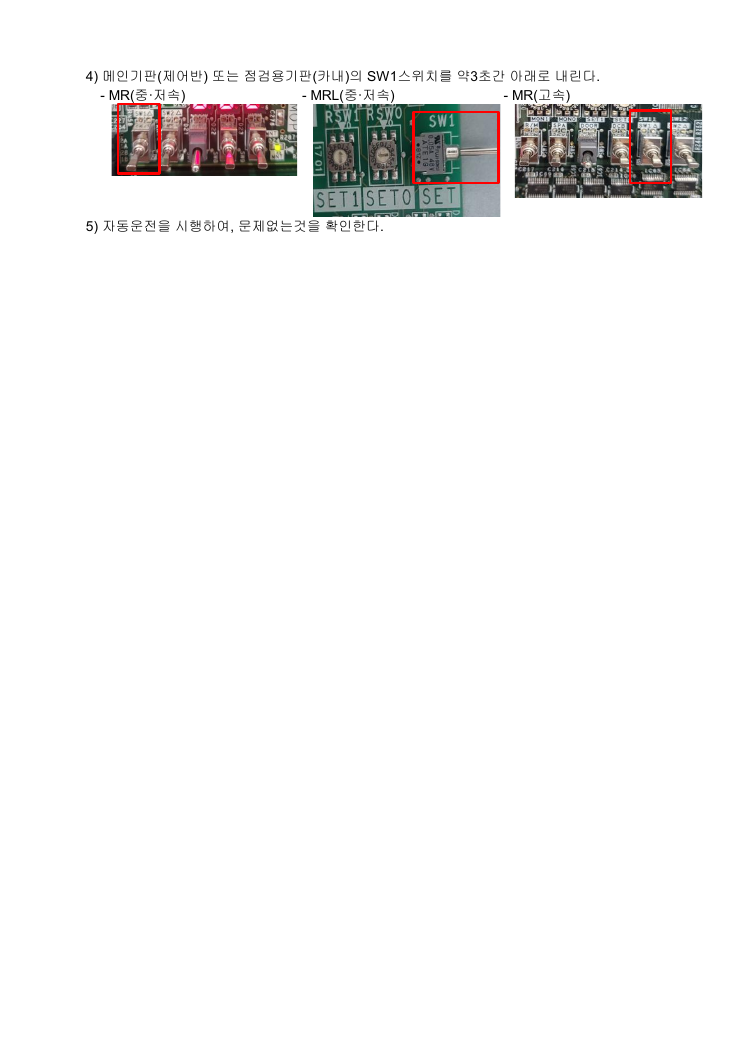 4) 메인기판(제어반) 또는 점검용기판(카내)의 SW1스위치를 약3초간 아래로 내린다.
- MR(중·저속) - MRL(중·저속) - MR(고속)
RSW1 RSW0 SW1
SET1 SET0 SET
5) 자동운전을 시행하여, 문제없는것을 확인한다.